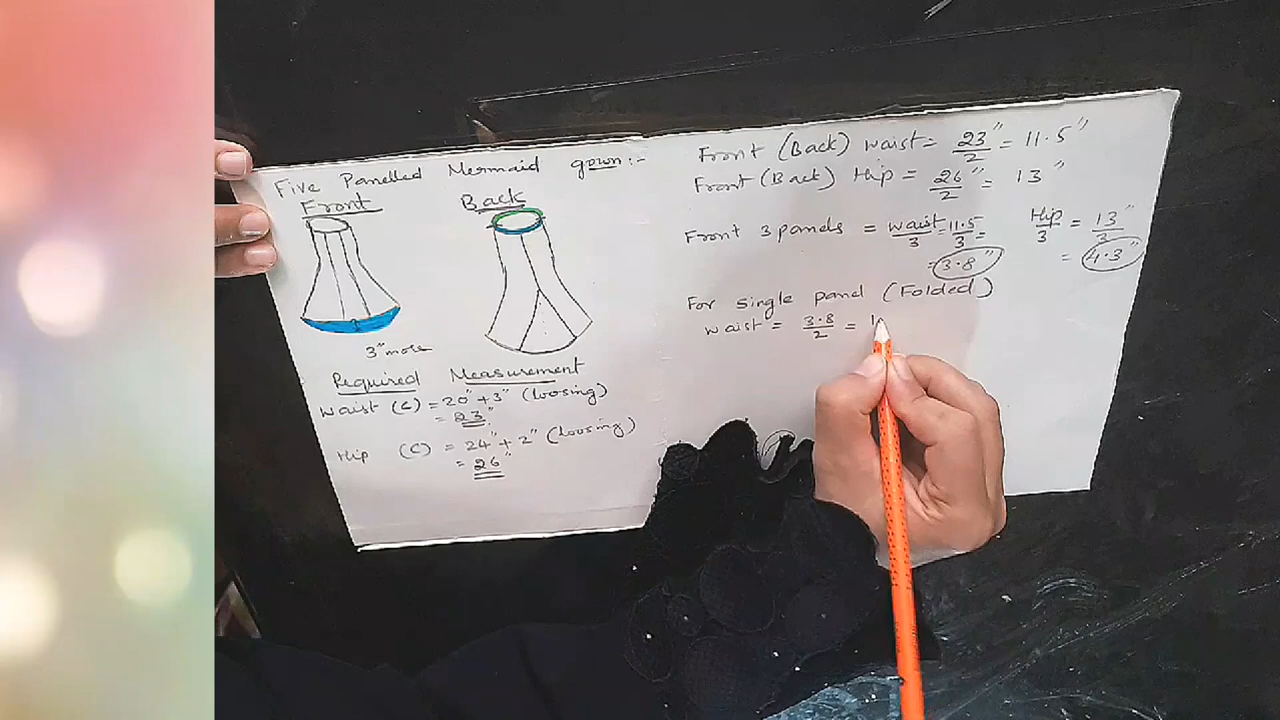 Five Panelled Mermaid gown :-
Front
Back
3" more
Required Measurement
Waist (C) = 20" + 3" (loosing)
= 23"
Hip (C) = 24" + 2" (loosing)
= 26"
Front (Back) waist = 23"/2 = 11.5"
Front (Back) Hip = 26"/2 = 13"
Front 3 panels = waist/3 = 11.5/3 = Hip/3 = 13"/3
= 3.8" = 4.3"
For single panel (Folded)
waist = 3.8/2 = 1